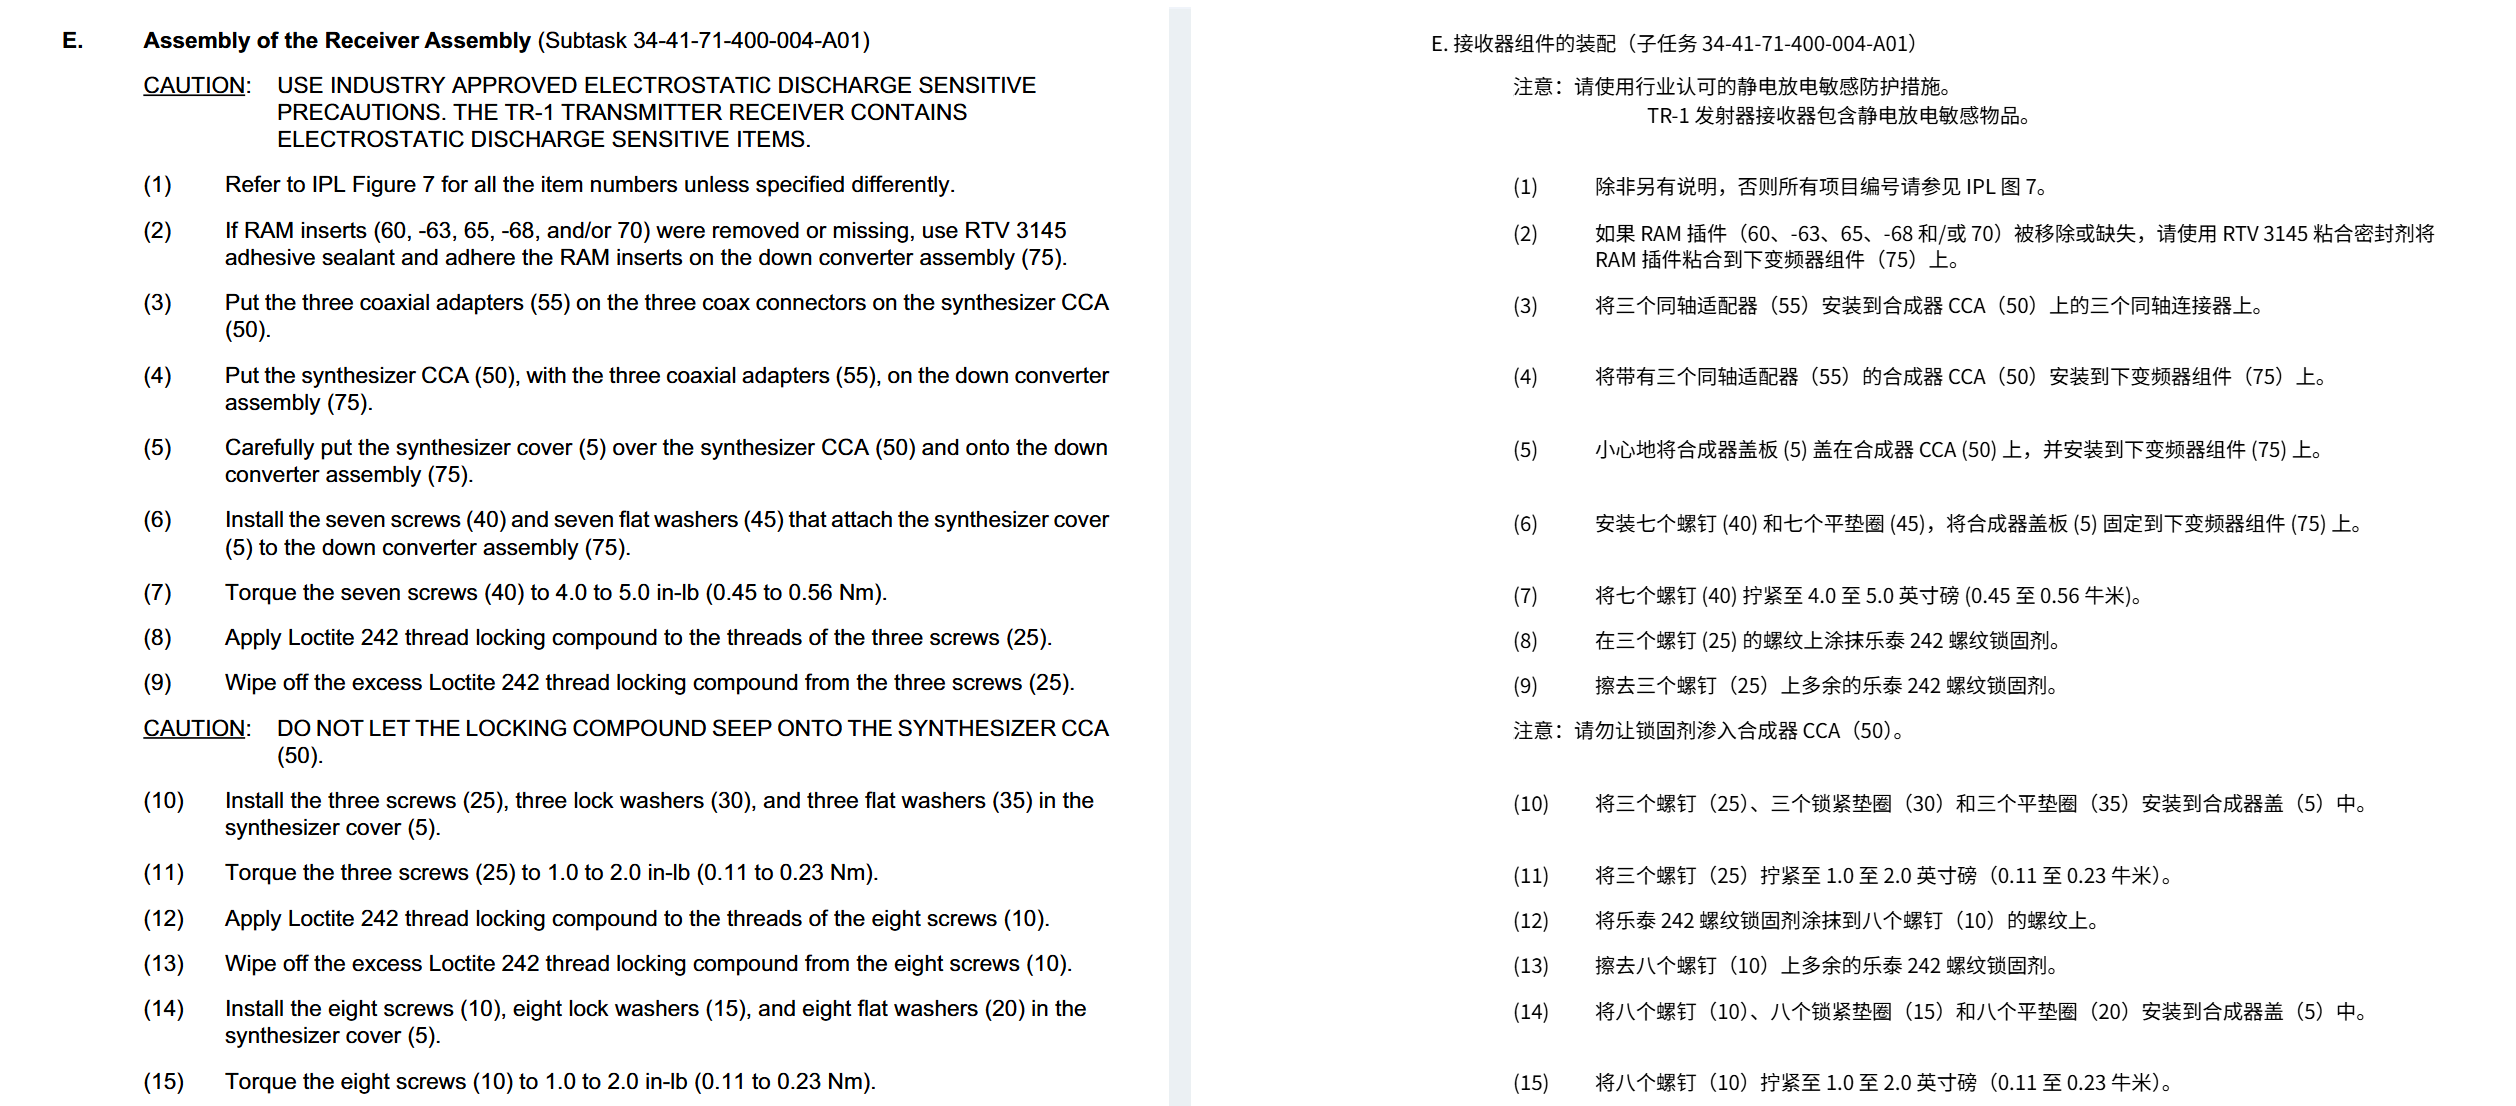 E. Assembly of the Receiver Assembly (Subtask 34-41-71-400-004-A01)
CAUTION: USE INDUSTRY APPROVED ELECTROSTATIC DISCHARGE SENSITIVE
PRECAUTIONS. THE TR-1 TRANSMITTER RECEIVER CONTAINS
ELECTROSTATIC DISCHARGE SENSITIVE ITEMS.
(1) Refer to IPL Figure 7 for all the item numbers unless specified differently.
(2) If RAM inserts (60, -63, 65, -68, and/or 70) were removed or missing, use RTV 3145
adhesive sealant and adhere the RAM inserts on the down converter assembly (75).
(3) Put the three coaxial adapters (55) on the three coax connectors on the synthesizer CCA
(50).
(4) Put the synthesizer CCA (50), with the three coaxial adapters (55), on the down converter
assembly (75).
(5) Carefully put the synthesizer cover (5) over the synthesizer CCA (50) and onto the down
converter assembly (75).
(6) Install the seven screws (40) and seven flat washers (45) that attach the synthesizer cover
(5) to the down converter assembly (75).
(7) Torque the seven screws (40) to 4.0 to 5.0 in-lb (0.45 to 0.56 Nm).
(8) Apply Loctite 242 thread locking compound to the threads of the three screws (25).
(9) Wipe off the excess Loctite 242 thread locking compound from the three screws (25).
CAUTION: DO NOT LET THE LOCKING COMPOUND SEEP ONTO THE SYNTHESIZER CCA
(50).
(10) Install the three screws (25), three lock washers (30), and three flat washers (35) in the
synthesizer cover (5).
(11) Torque the three screws (25) to 1.0 to 2.0 in-lb (0.11 to 0.23 Nm).
(12) Apply Loctite 242 thread locking compound to the threads of the eight screws (10).
(13) Wipe off the excess Loctite 242 thread locking compound from the eight screws (10).
(14) Install the eight screws (10), eight lock washers (15), and eight flat washers (20) in the
synthesizer cover (5).
(15) Torque the eight screws (10) to 1.0 to 2.0 in-lb (0.11 to 0.23 Nm).
E. 接收器组件的装配（子任务 34-41-71-400-004-A01）
注意：请使用行业认可的静电放电敏感防护措施。
TR-1 发射器接收器包含静电放电敏感物品。
(1) 除非另有说明，否则所有项目编号请参见 IPL 图 7。
(2) 如果 RAM 插件（60、-63、65、-68 和/或 70）被移除或缺失，请使用 RTV 3145 粘合密封剂将
RAM 插件粘合到下变频器组件（75）上。
(3) 将三个同轴适配器（55）安装到合成器 CCA（50）上的三个同轴连接器上。
(4) 将带有三个同轴适配器（55）的合成器 CCA（50）安装到下变频器组件（75）上。
(5) 小心地将合成器盖板 (5) 盖在合成器 CCA (50) 上，并安装到下变频器组件 (75) 上。
(6) 安装七个螺钉 (40) 和七个平垫圈 (45)，将合成器盖板 (5) 固定到下变频器组件 (75) 上。
(7) 将七个螺钉 (40) 拧紧至 4.0 至 5.0 英寸磅 (0.45 至 0.56 牛米)。
(8) 在三个螺钉 (25) 的螺纹上涂抹乐泰 242 螺纹锁固剂。
(9) 擦去三个螺钉（25）上多余的乐泰 242 螺纹锁固剂。
注意：请勿让锁固剂渗入合成器 CCA（50）。
(10) 将三个螺钉（25）、三个锁紧垫圈（30）和三个平垫圈（35）安装到合成器盖（5）中。
(11) 将三个螺钉（25）拧紧至 1.0 至 2.0 英寸磅（0.11 至 0.23 牛米）。
(12) 将乐泰 242 螺纹锁固剂涂抹到八个螺钉（10）的螺纹上。
(13) 擦去八个螺钉（10）上多余的乐泰 242 螺纹锁固剂。
(14) 将八个螺钉（10）、八个锁紧垫圈（15）和八个平垫圈（20）安装到合成器盖（5）中。
(15) 将八个螺钉（10）拧紧至 1.0 至 2.0 英寸磅（0.11 至 0.23 牛米）。